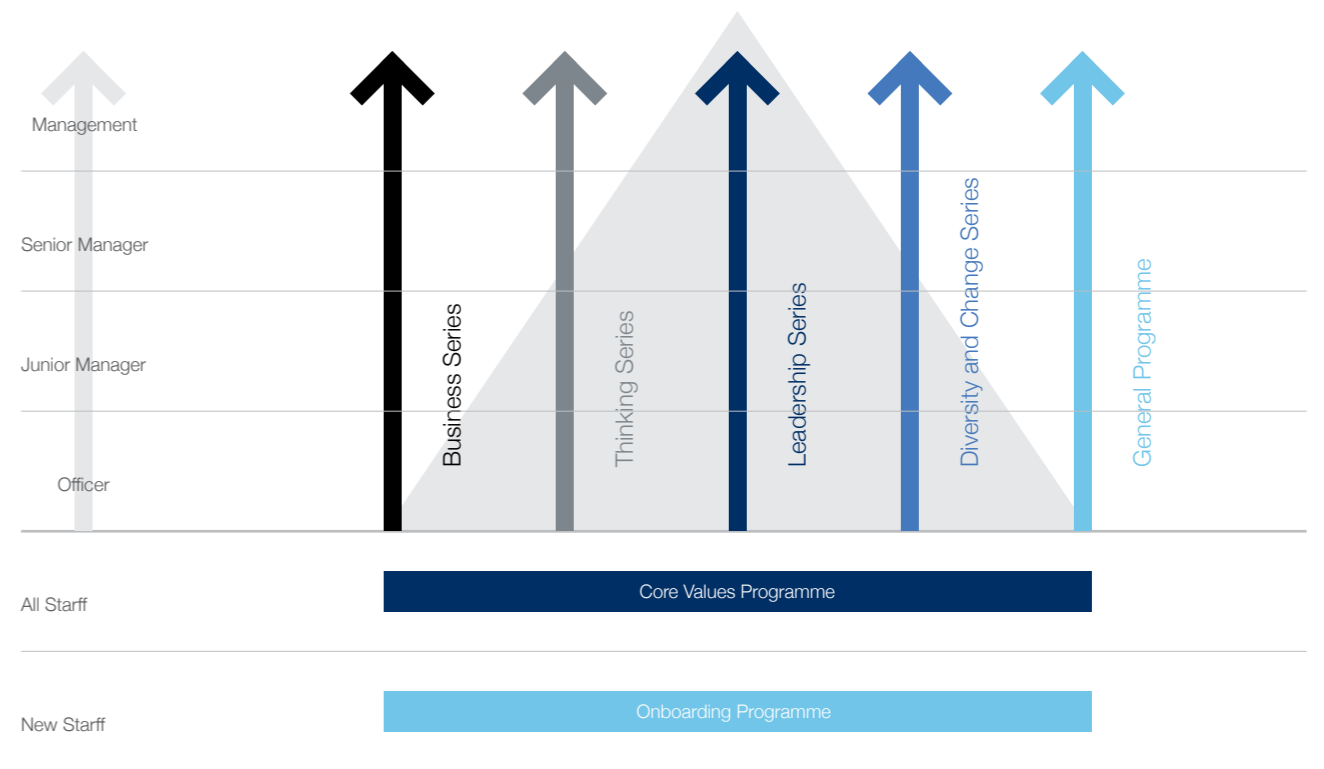 Management
Senior Manager
Junior Manager
Officer
Business Series
Thinking Series
Leadership Series
Diversity and Change Series
General Programme
All Starff
Core Values Programme
New Starff
Onboarding Programme